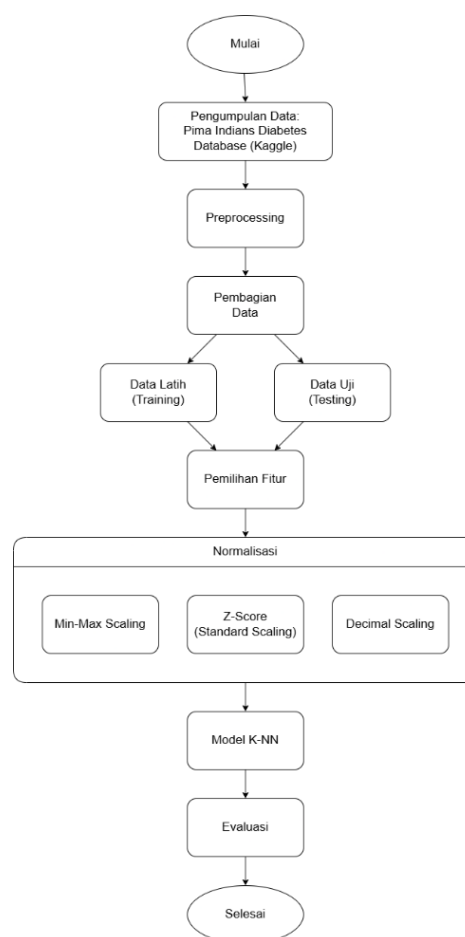 Mulai
Pengumpulan Data:
Pima Indians Diabetes
Database (Kaggle)
Preprocessing
Pembagian
Data
Data Latih
(Training)
Data Uji
(Testing)
Pemilihan Fitur
Normalisasi
Min-Max Scaling
Z-Score
(Standard Scaling)
Decimal Scaling
Model K-NN
Evaluasi
Selesai